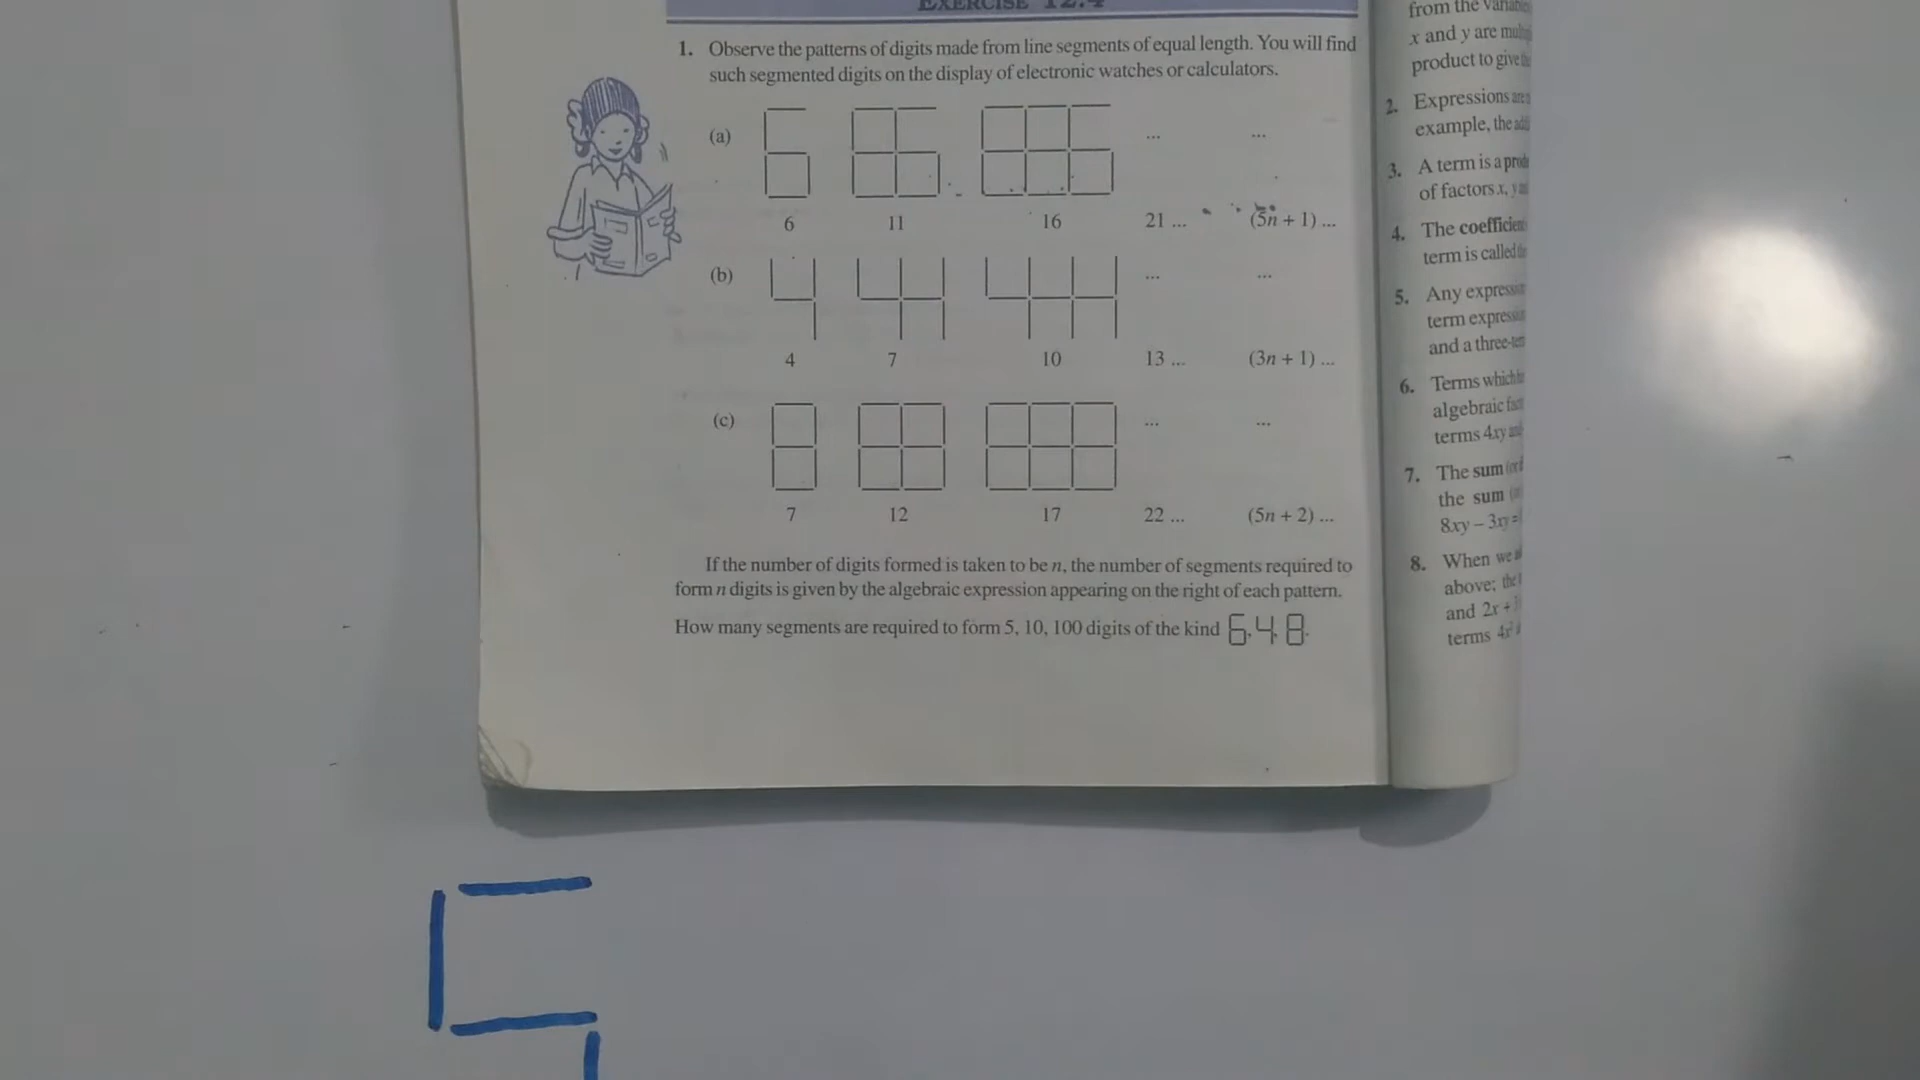 EXERCISE 12.4
1. Observe the patterns of digits made from line segments of equal length. You will find
such segmented digits on the display of electronic watches or calculators.
(a) ... ...
6 11 16 21 ... (5n + 1) ...
(b) ... ...
4 7 10 13 ... (3n + 1) ...
(c) ... ...
7 12 17 22 ... (5n + 2) ...
If the number of digits formed is taken to be n, the number of segments required to
form n digits is given by the algebraic expression appearing on the right of each pattern.
How many segments are required to form 5, 10, 100 digits of the kind 6, 4, 8.
from the
x and y are
product to give
2. Expressions
example, the
3. A term is a
of factors x, y
4. The
term is called
5. Any
term
and a
6. Terms which
algebraic
terms 4xy
7. The sum
the sum
8xy – 3xy =
8. When we
above; the
and 2x +
terms